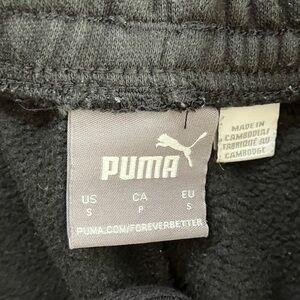 PUMA
US CA EU
S P S
PUMA.COM/FOREVERBETTER
MADE IN
CAMBODIA/
FABRIQUÉ AU
CAMBODGE